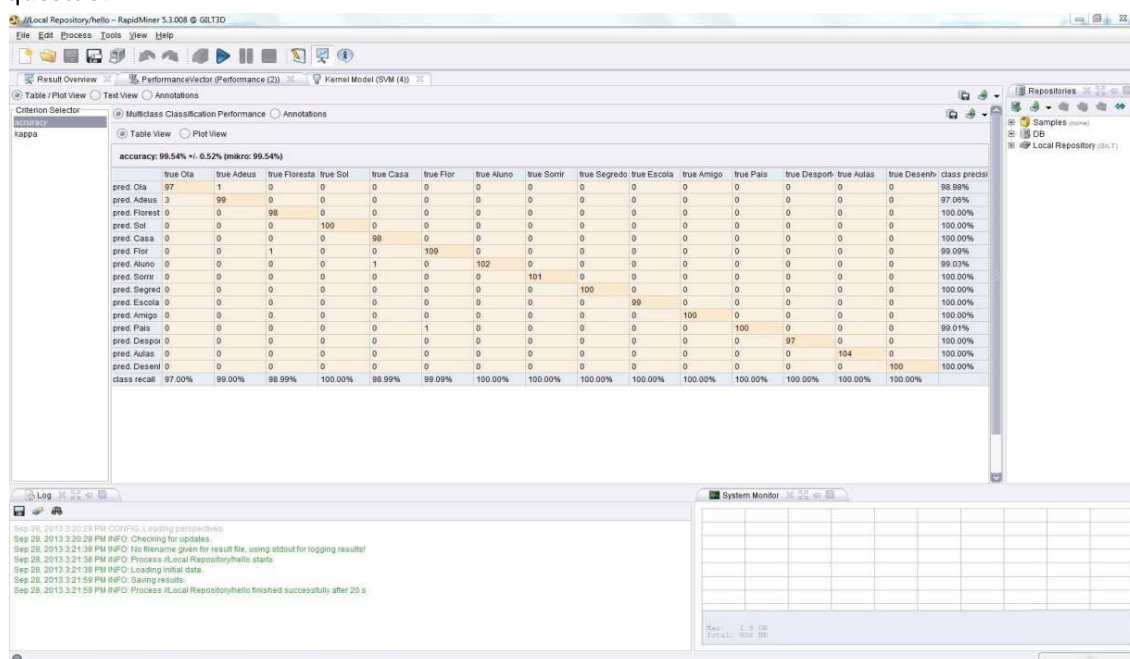 //Local Repository/hello – RapidMiner 5.3.008 @ GILT3D
File Edit Process Tools View Help
Result Overview PerformanceVector (Performance (2)) Kernel Model (SVM (4))
Table / Plot View Text View Annotations
Criterion Selector
accuracy
kappa
Multiclass Classification Performance Annotations
Table View Plot View
accuracy: 99.54% +/- 0.52% (mikro: 99.54%)
true Ola true Adeus true Floresta true Sol true Casa true Flor true Aluno true Sorrir true Segredo true Escola true Amigo true Pais true Desport true Aulas true Desenh class precisi
pred. Ola 97 1 0 0 0 0 0 0 0 0 0 0 0 0 0 98.98%
pred. Adeus 3 99 0 0 0 0 0 0 0 0 0 0 0 0 0 97.06%
pred. Florest 0 0 98 0 0 0 0 0 0 0 0 0 0 0 0 100.00%
pred. Sol 0 0 0 100 0 0 0 0 0 0 0 0 0 0 0 100.00%
pred. Casa 0 0 0 0 98 0 0 0 0 0 0 0 0 0 0 100.00%
pred. Flor 0 0 1 0 0 109 0 0 0 0 0 0 0 0 0 99.09%
pred. Aluno 0 0 0 0 1 0 102 0 0 0 0 0 0 0 0 99.03%
pred. Sorrir 0 0 0 0 0 0 0 101 0 0 0 0 0 0 0 100.00%
pred. Segred 0 0 0 0 0 0 0 0 100 0 0 0 0 0 0 100.00%
pred. Escola 0 0 0 0 0 0 0 0 0 99 0 0 0 0 0 100.00%
pred. Amigo 0 0 0 0 0 0 0 0 0 0 100 0 0 0 0 100.00%
pred. Pais 0 0 0 0 0 1 0 0 0 0 0 100 0 0 0 99.01%
pred. Despor 0 0 0 0 0 0 0 0 0 0 0 0 97 0 0 100.00%
pred. Aulas 0 0 0 0 0 0 0 0 0 0 0 0 0 104 0 100.00%
pred. Desenl 0 0 0 0 0 0 0 0 0 0 0 0 0 0 100 100.00%
class recall 97.00% 99.00% 98.99% 100.00% 98.99% 99.09% 100.00% 100.00% 100.00% 100.00% 100.00% 100.00% 100.00% 100.00% 100.00%
Repositories
Samples (none)
DB
Local Repository (GILT)
Log
Sep 28, 2013 3:20:28 PM CONFIG: Loading perspectives.
Sep 28, 2013 3:20:28 PM INFO: Checking for updates.
Sep 28, 2013 3:21:38 PM INFO: No filename given for result file, using stdout for logging results!
Sep 28, 2013 3:21:38 PM INFO: Process //Local Repository/hello starts
Sep 28, 2013 3:21:38 PM INFO: Loading initial data.
Sep 28, 2013 3:21:59 PM INFO: Saving results.
Sep 28, 2013 3:21:59 PM INFO: Process //Local Repository/hello finished successfully after 20 s
System Monitor
Max: 1.9 GB
Total: 926 MB